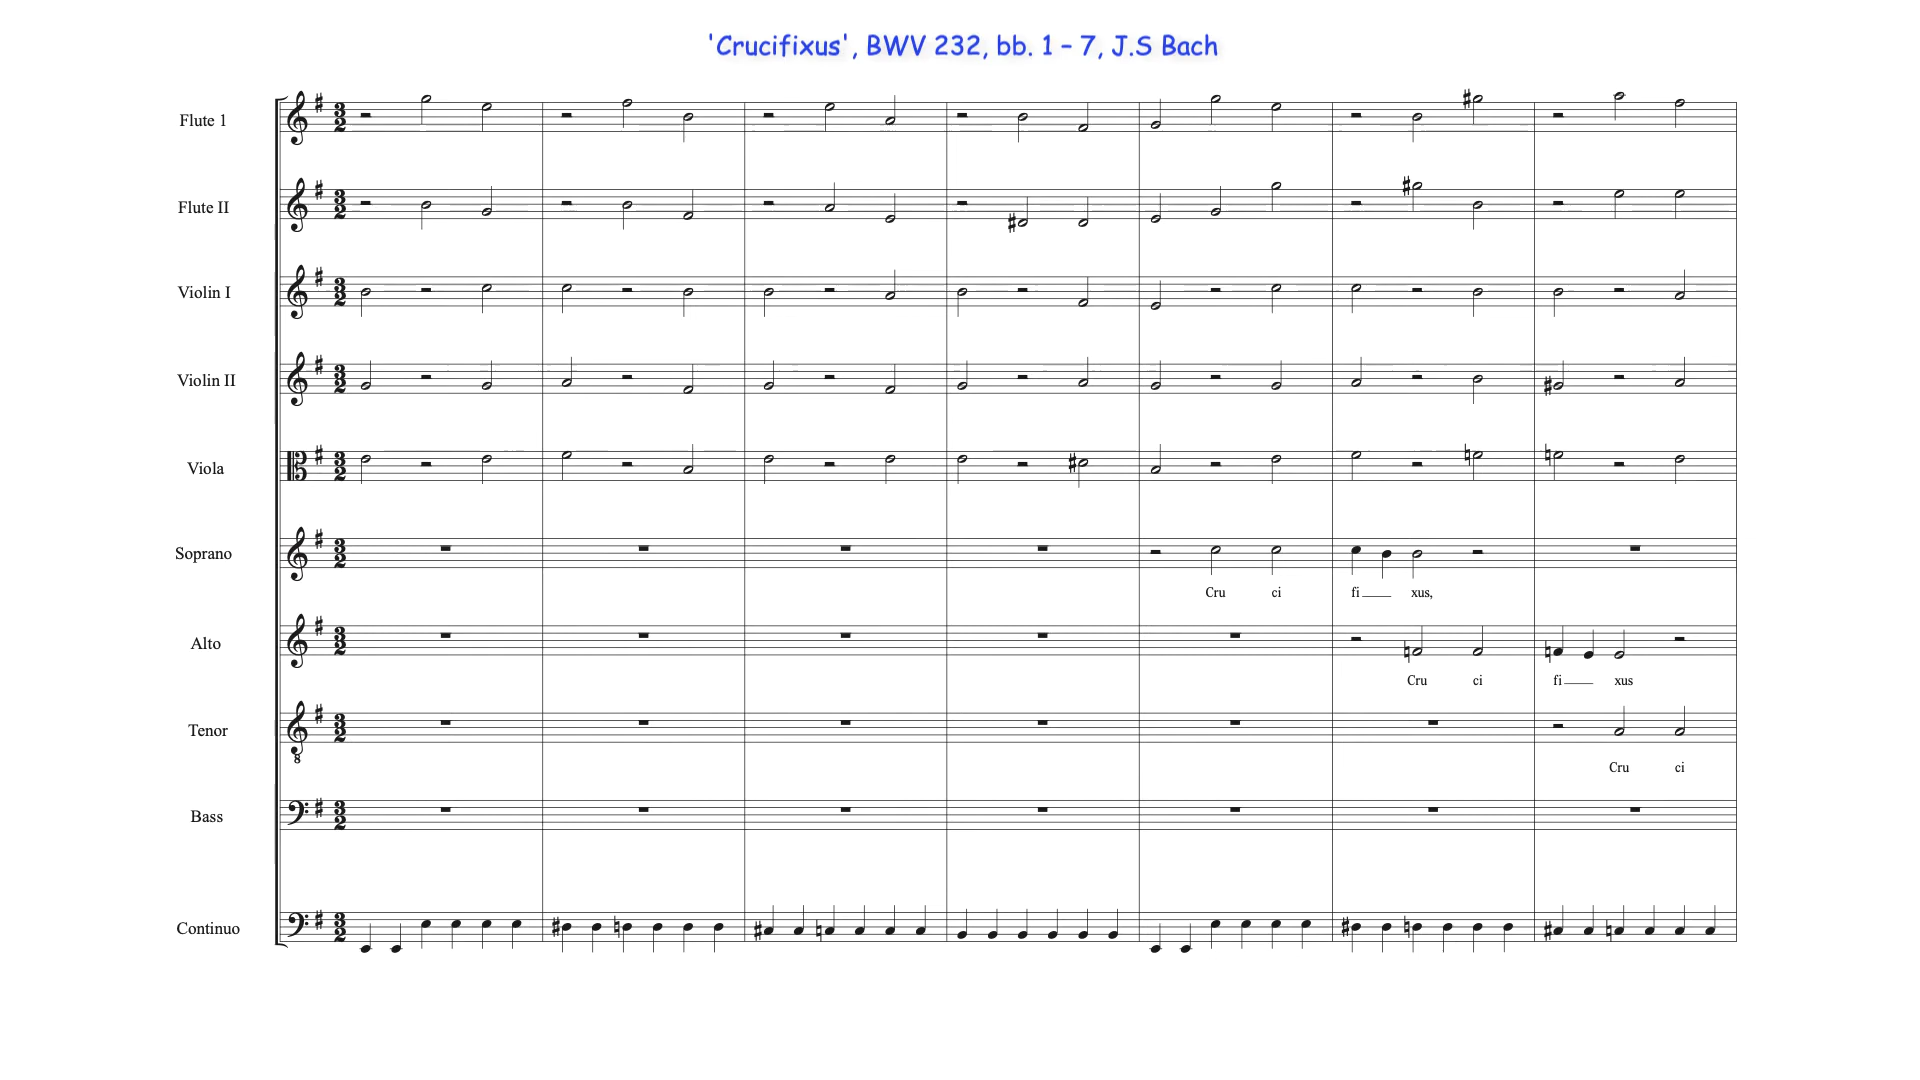 'Crucifixus', BWV 232, bb. 1 – 7, J.S Bach
Flute 1
Flute II
Violin I
Violin II
Viola
Soprano
Cru ci fi xus,
Alto
Cru ci fi xus
Tenor
8
Cru ci
Bass
Continuo